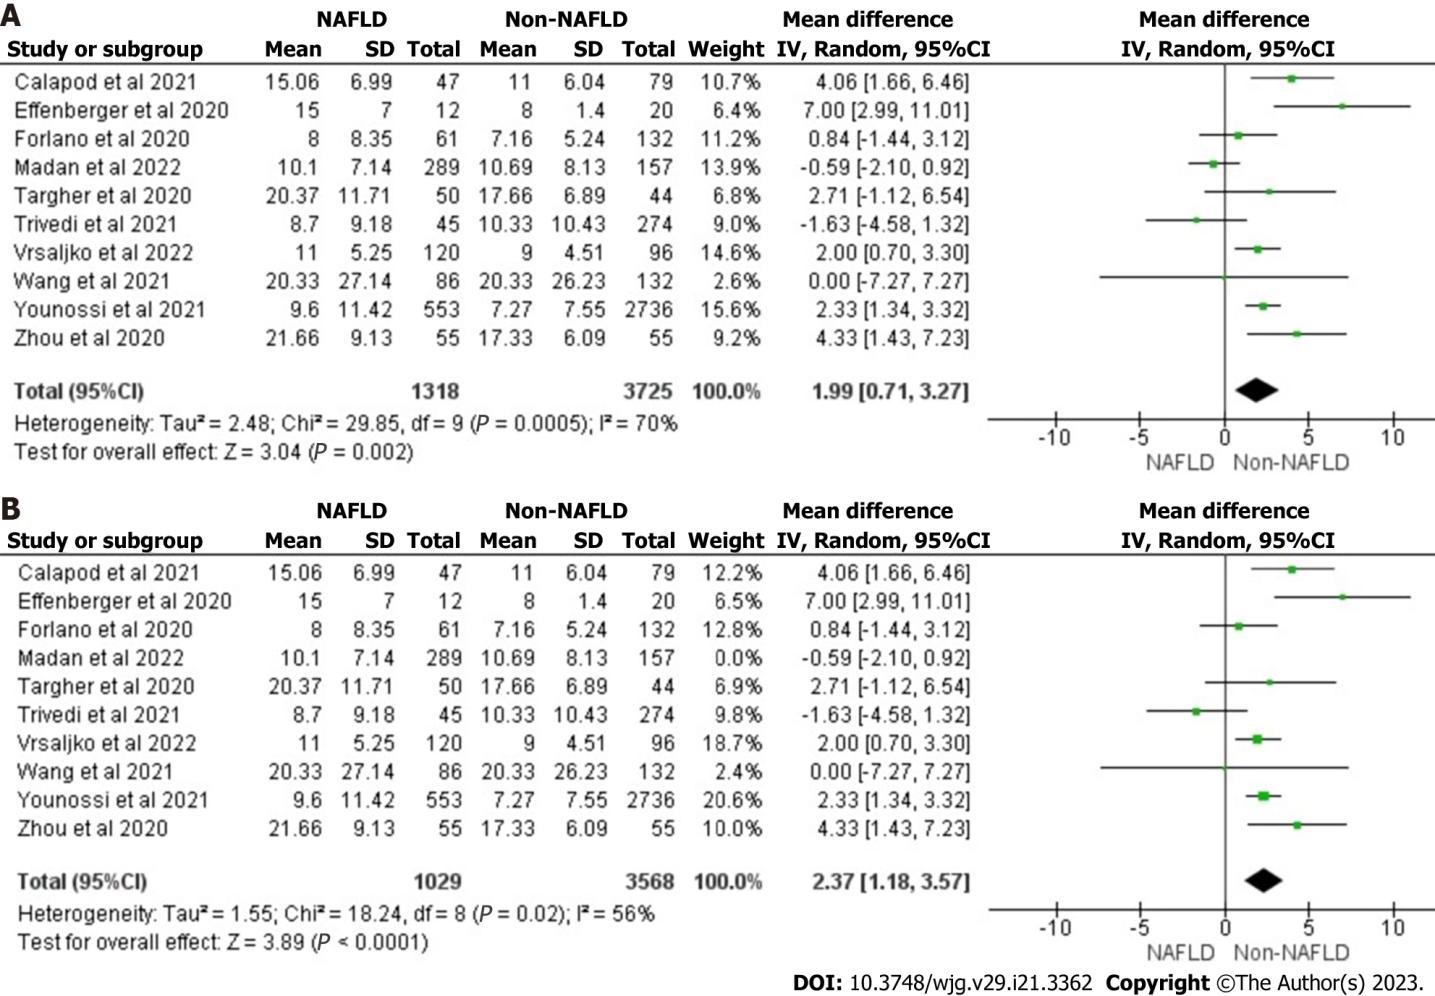 A NAFLD Non-NAFLD Mean difference Mean difference
Study or subgroup Mean SD Total Mean SD Total Weight IV, Random, 95%CI IV, Random, 95%CI
Calapod et al 2021 15.06 6.99 47 11 6.04 79 10.7% 4.06 [1.66, 6.46]
Effenberger et al 2020 15 7 12 8 1.4 20 6.4% 7.00 [2.99, 11.01]
Forlano et al 2020 8 8.35 61 7.16 5.24 132 11.2% 0.84 [-1.44, 3.12]
Madan et al 2022 10.1 7.14 289 10.69 8.13 157 13.9% -0.59 [-2.10, 0.92]
Targher et al 2020 20.37 11.71 50 17.66 6.89 44 6.8% 2.71 [-1.12, 6.54]
Trivedi et al 2021 8.7 9.18 45 10.33 10.43 274 9.0% -1.63 [-4.58, 1.32]
Vrsaljko et al 2022 11 5.25 120 9 4.51 96 14.6% 2.00 [0.70, 3.30]
Wang et al 2021 20.33 27.14 86 20.33 26.23 132 2.6% 0.00 [-7.27, 7.27]
Younossi et al 2021 9.6 11.42 553 7.27 7.55 2736 15.6% 2.33 [1.34, 3.32]
Zhou et al 2020 21.66 9.13 55 17.33 6.09 55 9.2% 4.33 [1.43, 7.23]
Total (95%CI) 1318 3725 100.0% 1.99 [0.71, 3.27]
Heterogeneity: Tau² = 2.48; Chi² = 29.85, df = 9 (P = 0.0005); I² = 70%
Test for overall effect: Z = 3.04 (P = 0.002)
-10 -5 0 5 10
NAFLD Non-NAFLD
B NAFLD Non-NAFLD Mean difference Mean difference
Study or subgroup Mean SD Total Mean SD Total Weight IV, Random, 95%CI IV, Random, 95%CI
Calapod et al 2021 15.06 6.99 47 11 6.04 79 12.2% 4.06 [1.66, 6.46]
Effenberger et al 2020 15 7 12 8 1.4 20 6.5% 7.00 [2.99, 11.01]
Forlano et al 2020 8 8.35 61 7.16 5.24 132 12.8% 0.84 [-1.44, 3.12]
Madan et al 2022 10.1 7.14 289 10.69 8.13 157 0.0% -0.59 [-2.10, 0.92]
Targher et al 2020 20.37 11.71 50 17.66 6.89 44 6.9% 2.71 [-1.12, 6.54]
Trivedi et al 2021 8.7 9.18 45 10.33 10.43 274 9.8% -1.63 [-4.58, 1.32]
Vrsaljko et al 2022 11 5.25 120 9 4.51 96 18.7% 2.00 [0.70, 3.30]
Wang et al 2021 20.33 27.14 86 20.33 26.23 132 2.4% 0.00 [-7.27, 7.27]
Younossi et al 2021 9.6 11.42 553 7.27 7.55 2736 20.6% 2.33 [1.34, 3.32]
Zhou et al 2020 21.66 9.13 55 17.33 6.09 55 10.0% 4.33 [1.43, 7.23]
Total (95%CI) 1029 3568 100.0% 2.37 [1.18, 3.57]
Heterogeneity: Tau² = 1.55; Chi² = 18.24, df = 8 (P = 0.02); I² = 56%
Test for overall effect: Z = 3.89 (P < 0.0001)
-10 -5 0 5 10
NAFLD Non-NAFLD
DOI: 10.3748/wjg.v29.i21.3362 Copyright ©The Author(s) 2023.